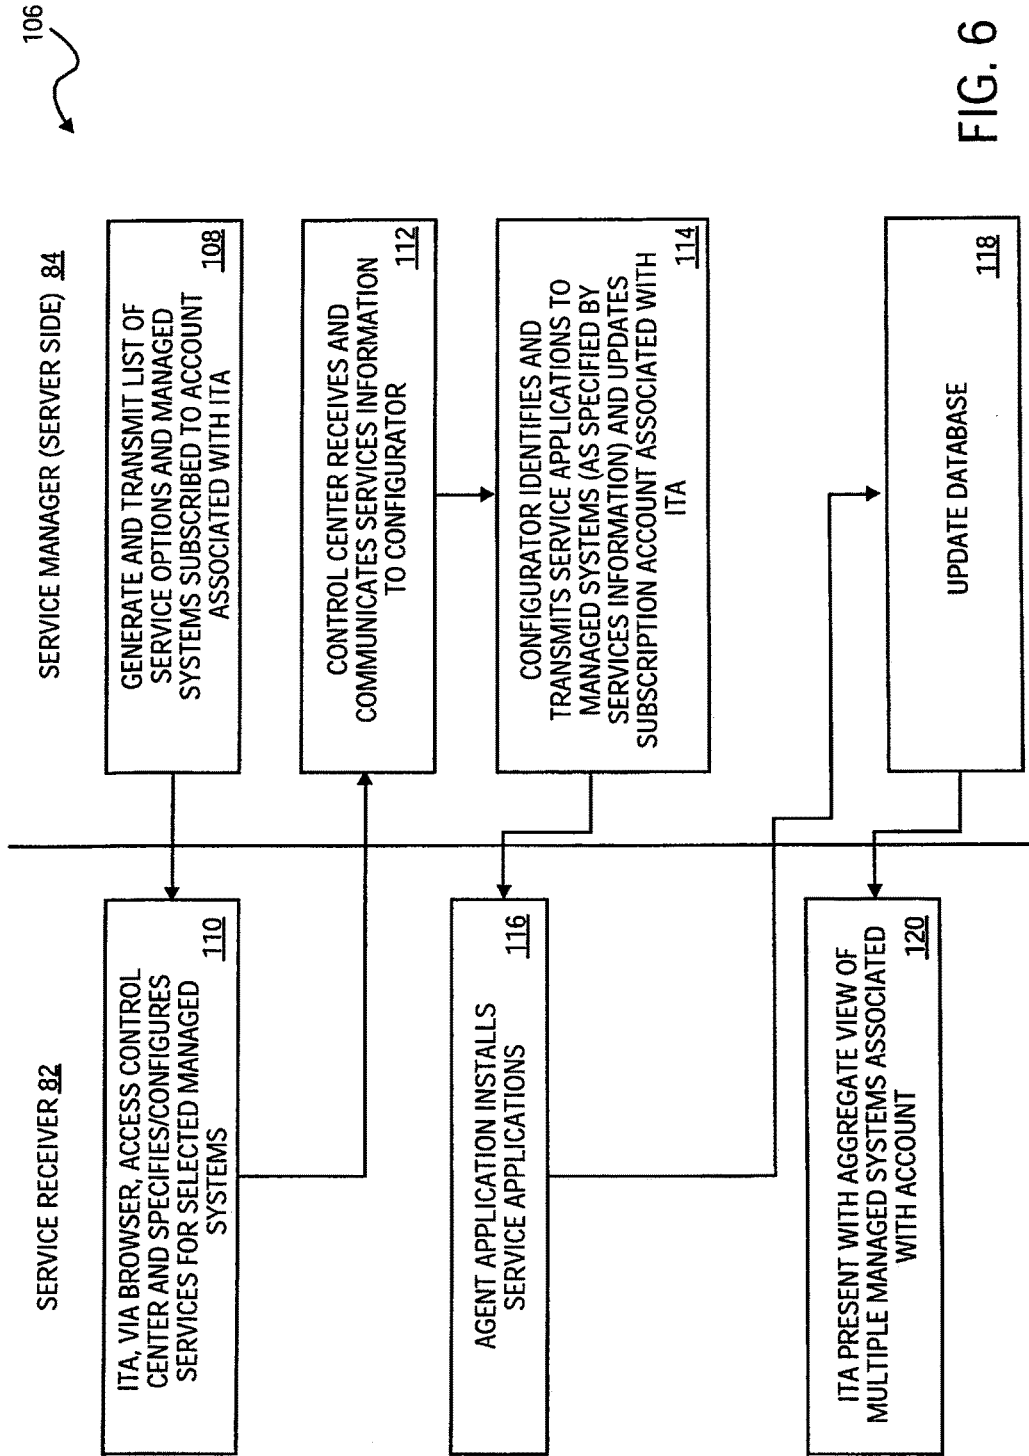 106
SERVICE RECEIVER 82
SERVICE MANAGER (SERVER SIDE) 84
GENERATE AND TRANSMIT LIST OF
SERVICE OPTIONS AND MANAGED
SYSTEMS SUBSCRIBED TO ACCOUNT
ASSOCIATED WITH ITA
108
ITA, VIA BROWSER, ACCESS CONTROL
CENTER AND SPECIFIES/CONFIGURES
SERVICES FOR SELECTED MANAGED
SYSTEMS
110
CONTROL CENTER RECEIVES AND
COMMUNICATES SERVICES INFORMATION
TO CONFIGURATOR
112
CONFIGURATOR IDENTIFIES AND
TRANSMITS SERVICE APPLICATIONS TO
MANAGED SYSTEMS (AS SPECIFIED BY
SERVICES INFORMATION) AND UPDATES
SUBSCRIPTION ACCOUNT ASSOCIATED WITH
ITA
114
AGENT APPLICATION INSTALLS
SERVICE APPLICATIONS
116
UPDATE DATABASE
118
ITA PRESENT WITH AGGREGATE VIEW OF
MULTIPLE MANAGED SYSTEMS ASSOCIATED
WITH ACCOUNT
120
FIG. 6